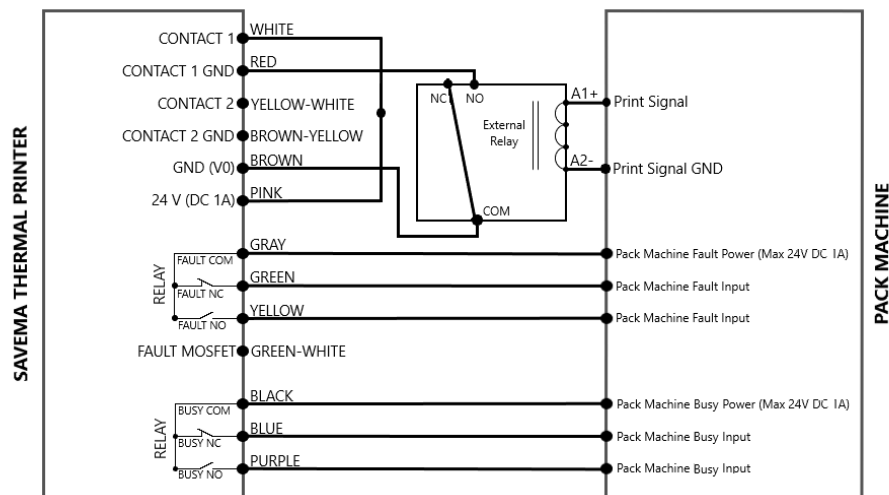 SAVEMA THERMAL PRINTER
CONTACT 1 WHITE
CONTACT 1 GND RED
CONTACT 2 YELLOW-WHITE
CONTACT 2 GND BROWN-YELLOW
GND (V0) BROWN
24 V (DC 1A) PINK
NC NO
External
Relay
COM
A1+ Print Signal
A2- Print Signal GND
RELAY
FAULT COM GRAY Pack Machine Fault Power (Max 24V DC 1A)
FAULT NC GREEN Pack Machine Fault Input
FAULT NO YELLOW Pack Machine Fault Input
FAULT MOSFET GREEN-WHITE
RELAY
BUSY COM BLACK Pack Machine Busy Power (Max 24V DC 1A)
BUSY NC BLUE Pack Machine Busy Input
BUSY NO PURPLE Pack Machine Busy Input
PACK MACHINE